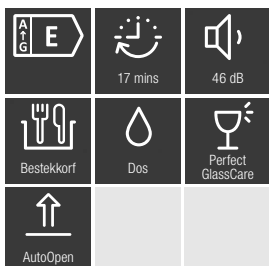 A
G
E
17 mins
46 dB
Bestekkorf
Dos
Perfect
GlassCare
AutoOpen